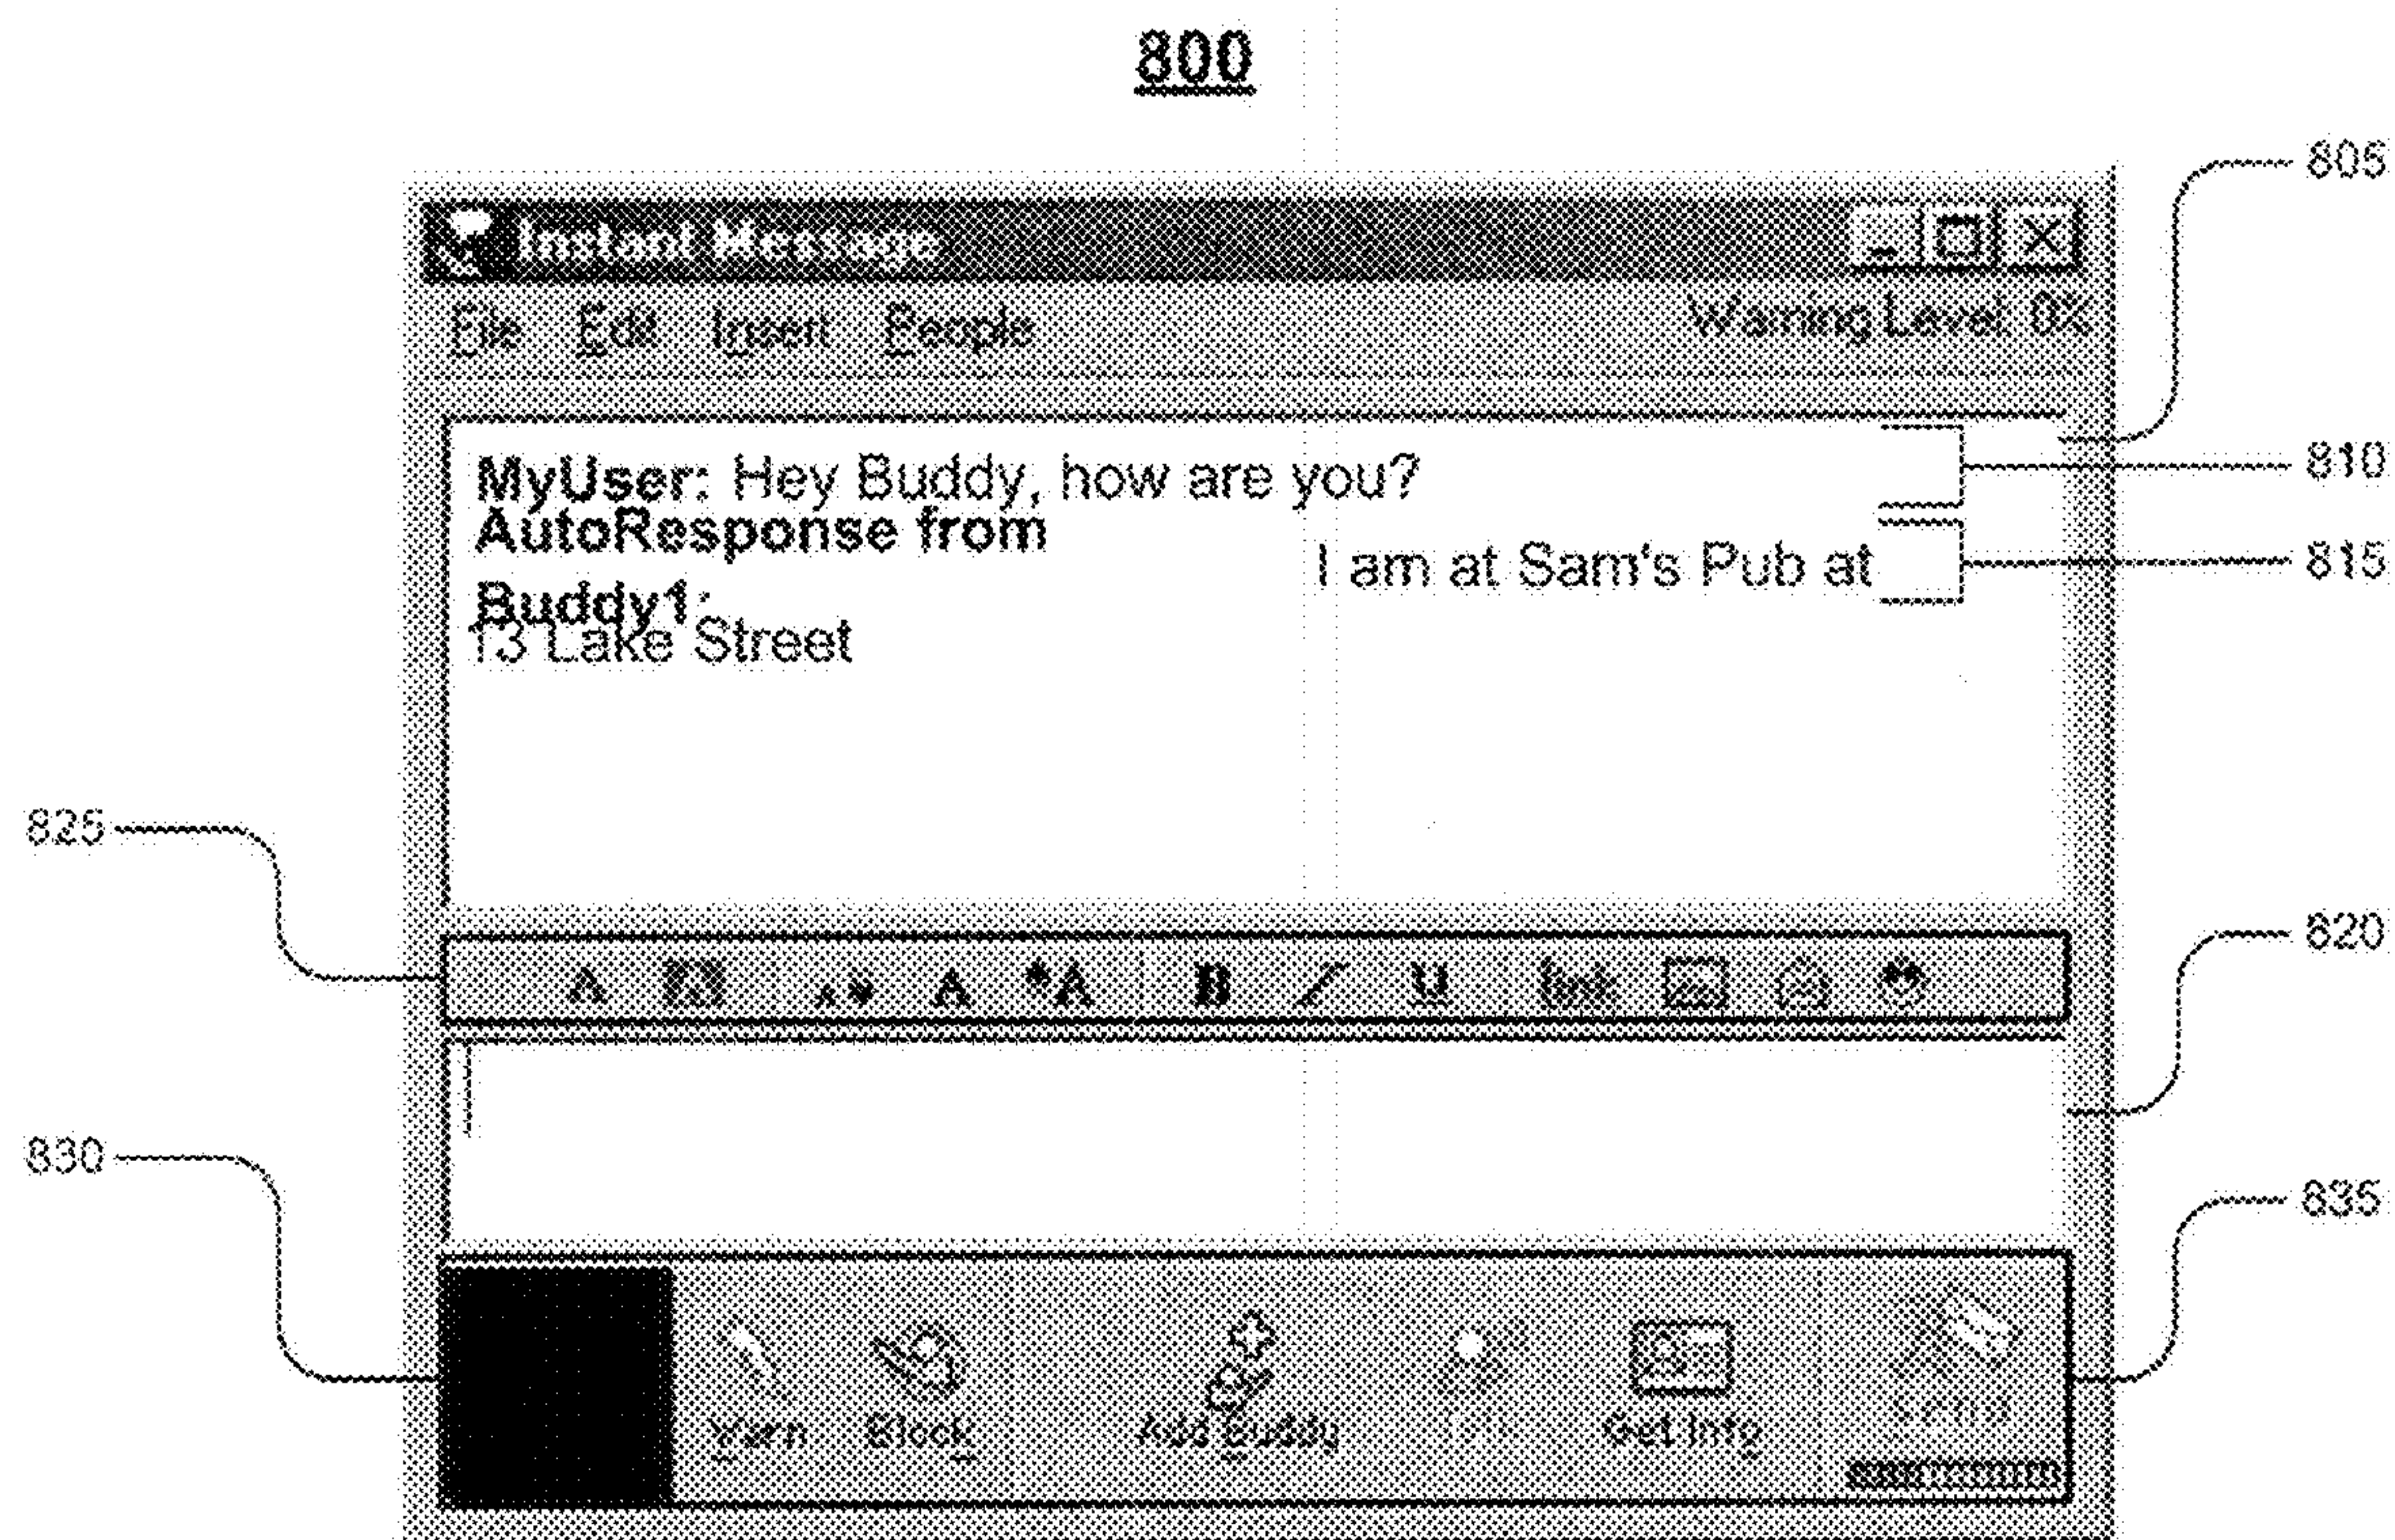 800
805
Instant Message
File Edit Insert People
Warning Level: 0%
MyUser: Hey Buddy, how are you?
810
AutoResponse from
I am at Sam's Pub at
815
Buddy1:
13 Lake Street
825
820
A A A A A B I U link
830
835
Warn Block Add Buddy Get Info